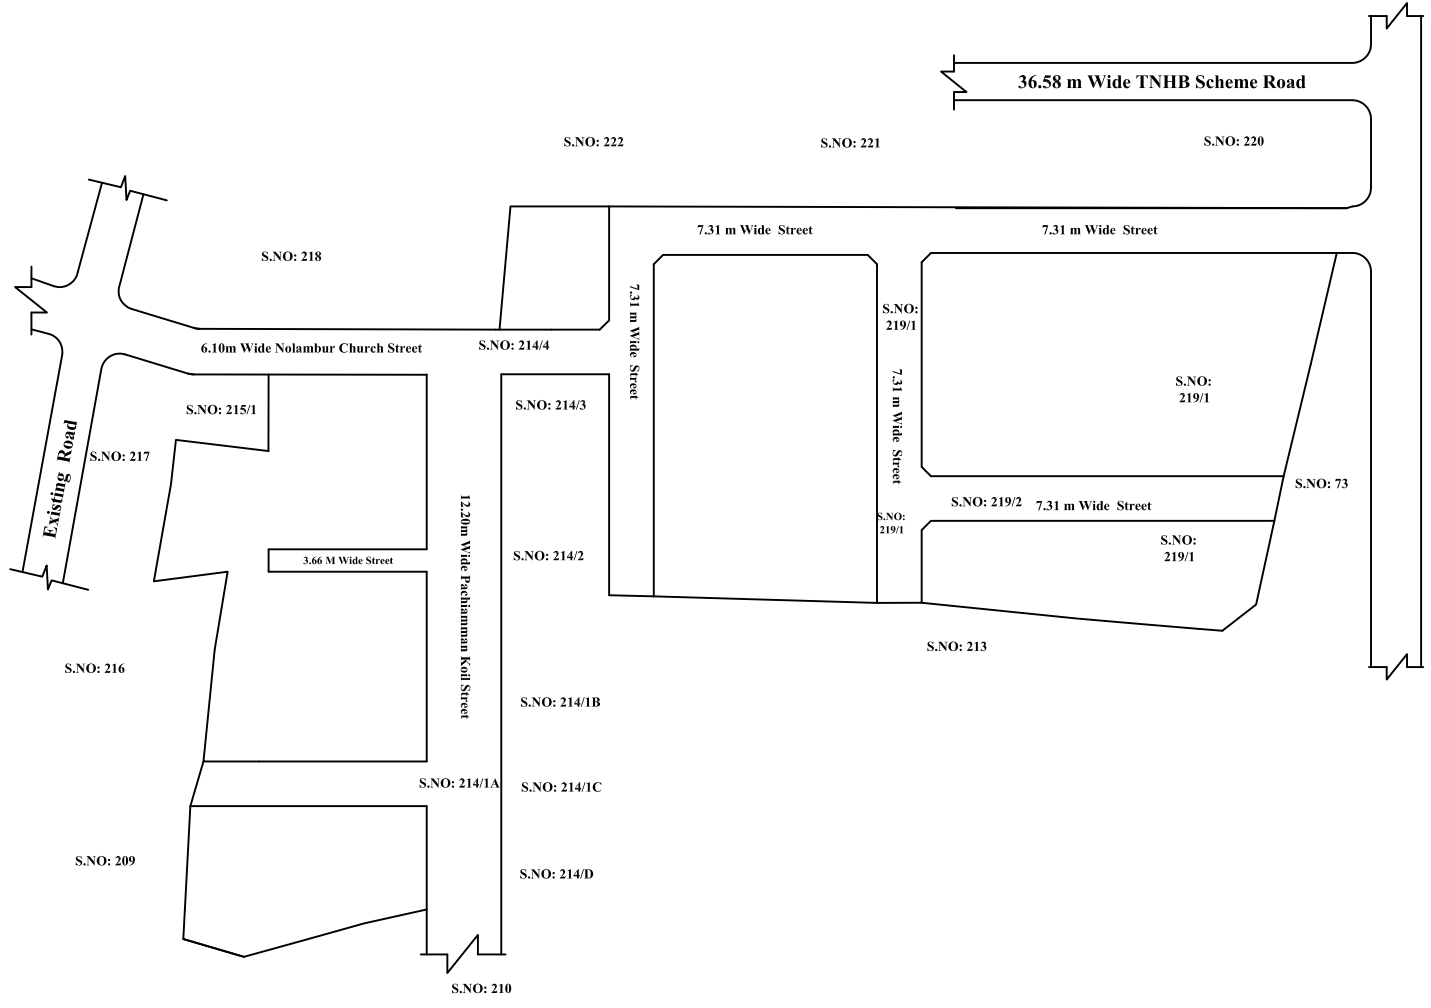 36.58 m Wide TNHB Scheme Road
S.NO: 222
S.NO: 221
S.NO: 220
7.31 m Wide Street
7.31 m Wide Street
S.NO: 218
7.31 m Wide Street
S.NO:
219/1
6.10m Wide Nolambur Church Street
S.NO: 214/4
7.31 m Wide Street
S.NO:
219/1
S.NO: 215/1
S.NO: 214/3
Existing Road
S.NO: 217
S.NO: 73
12.20m Wide Pachiamman Koil Street
S.NO: 219/2
7.31 m Wide Street
S.NO:
219/1
S.NO:
219/1
3.66 M Wide Street
S.NO: 214/2
S.NO: 213
S.NO: 216
S.NO: 214/1B
S.NO: 214/1A
S.NO: 214/1C
S.NO: 209
S.NO: 214/D
S.NO: 210